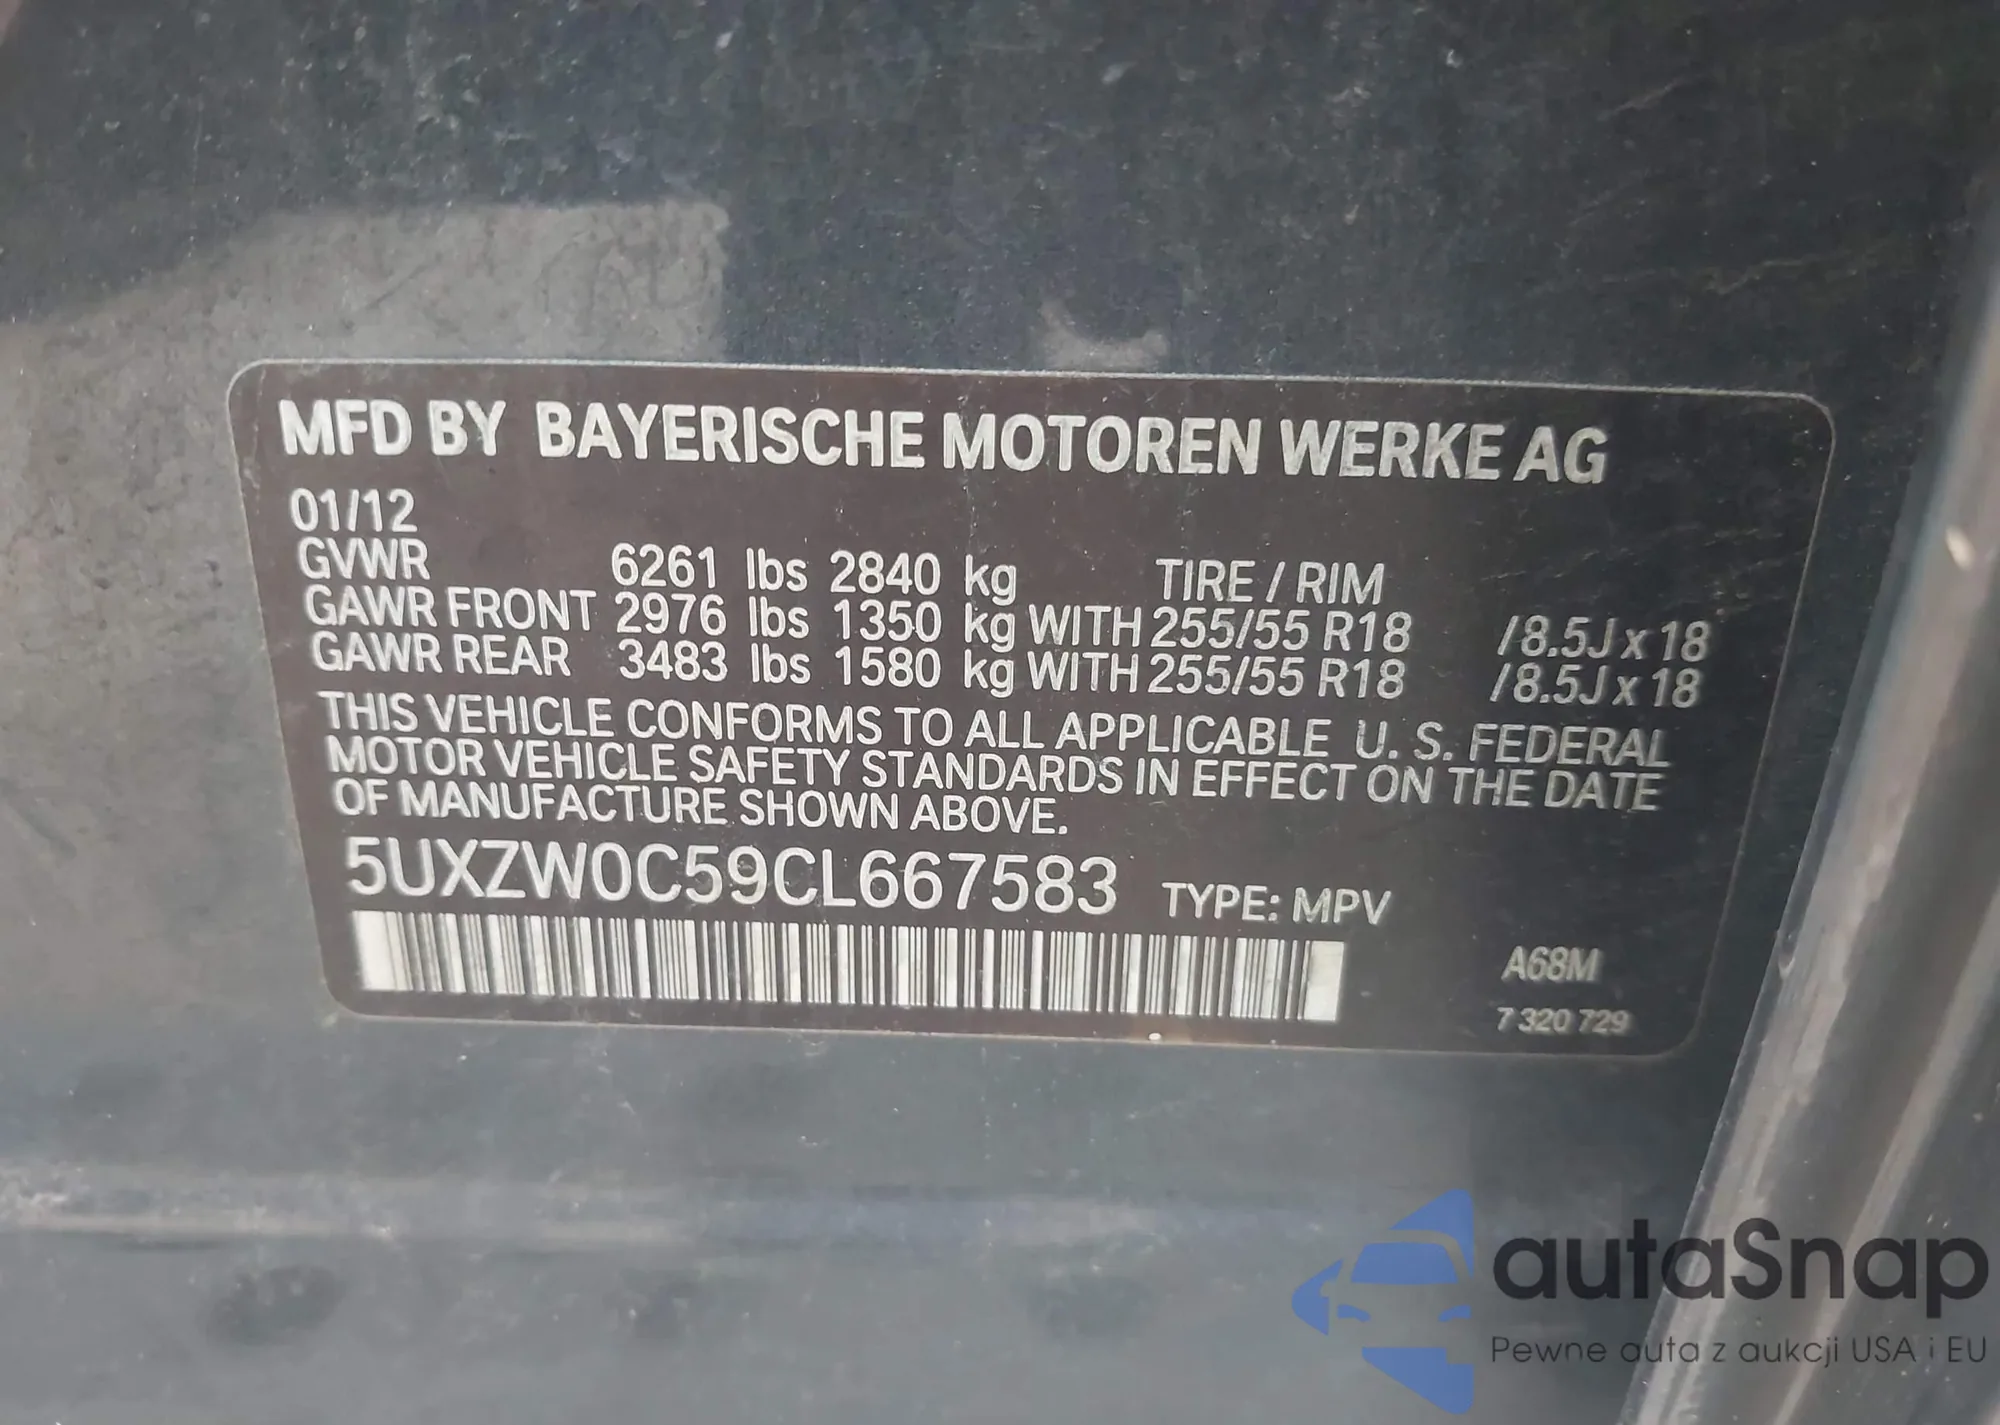 MFD BY BAYERISCHE MOTOREN WERKE AG
01/12
GVWR 6261 lbs 2840 kg TIRE / RIM
GAWR FRONT 2976 lbs 1350 kg WITH 255/55 R18 /8.5J x 18
GAWR REAR 3483 lbs 1580 kg WITH 255/55 R18 /8.5J x 18
THIS VEHICLE CONFORMS TO ALL APPLICABLE U. S. FEDERAL
MOTOR VEHICLE SAFETY STANDARDS IN EFFECT ON THE DATE
OF MANUFACTURE SHOWN ABOVE.
5UXZW0C59CL667583 TYPE: MPV
A68M
7 320 729
autaSnap
Pewne auta z aukcji USA i EU